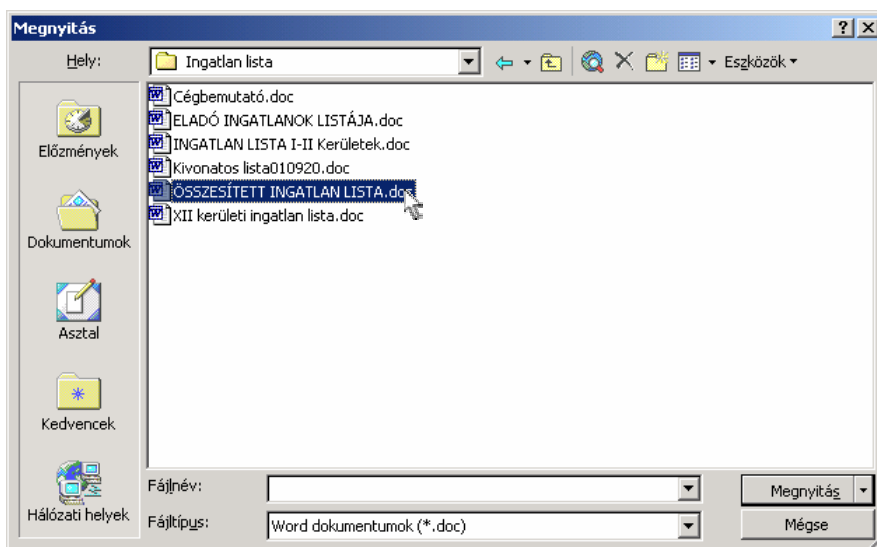 Megnyitás
Hely:
Ingatlan lista
Eszközök
Előzmények
Dokumentumok
Asztal
Kedvencek
Hálózati helyek
Cégbemutató.doc
ELADÓ INGATLANOK LISTÁJA.doc
INGATLAN LISTA I-II Kerületek.doc
Kivonatos lista010920.doc
ÖSSZESÍTETT INGATLAN LISTA.doc
XII kerületi ingatlan lista.doc
Fájlnév:
Megnyitás
Fájltípus:
Word dokumentumok (*.doc)
Mégse